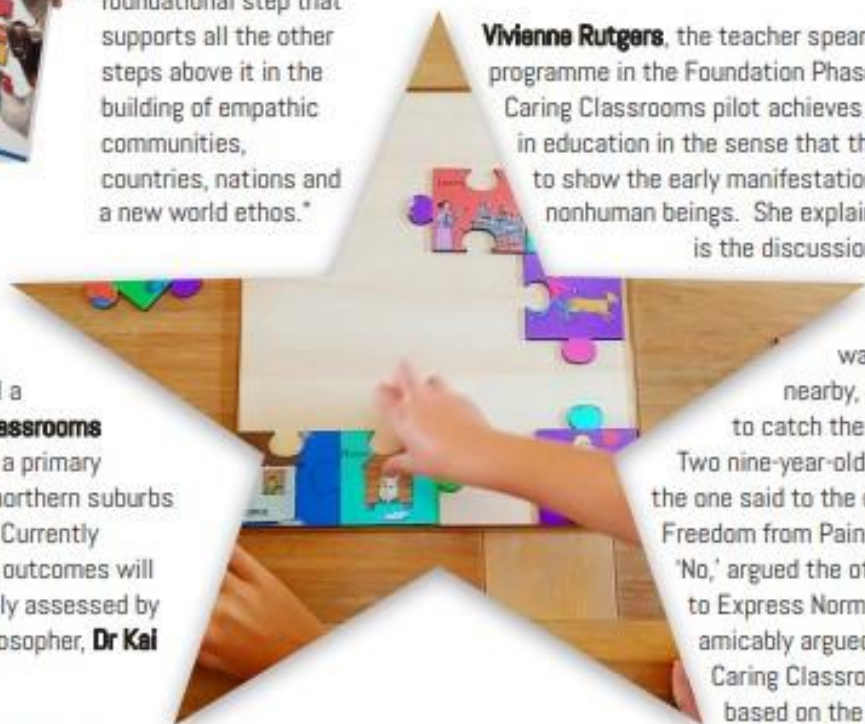 foundational step that
supports all the other
steps above it in the
building of empathic
communities,
countries, nations and
a new world ethos."
a
assrooms
a primary
northern suburbs
Currently
outcomes will
ly assessed by
osopher, Dr Kai
Vivienne Rutgers, the teacher spear
programme in the Foundation Phas
Caring Classrooms pilot achieves
in education in the sense that th
to show the early manifestatio
nonhuman beings. She explai
is the discussio
wa
nearby,
to catch the
Two nine-year-old
the one said to the
Freedom from Pain
'No,' argued the ot
to Express Norm
amicably argued
Caring Classro
based on the